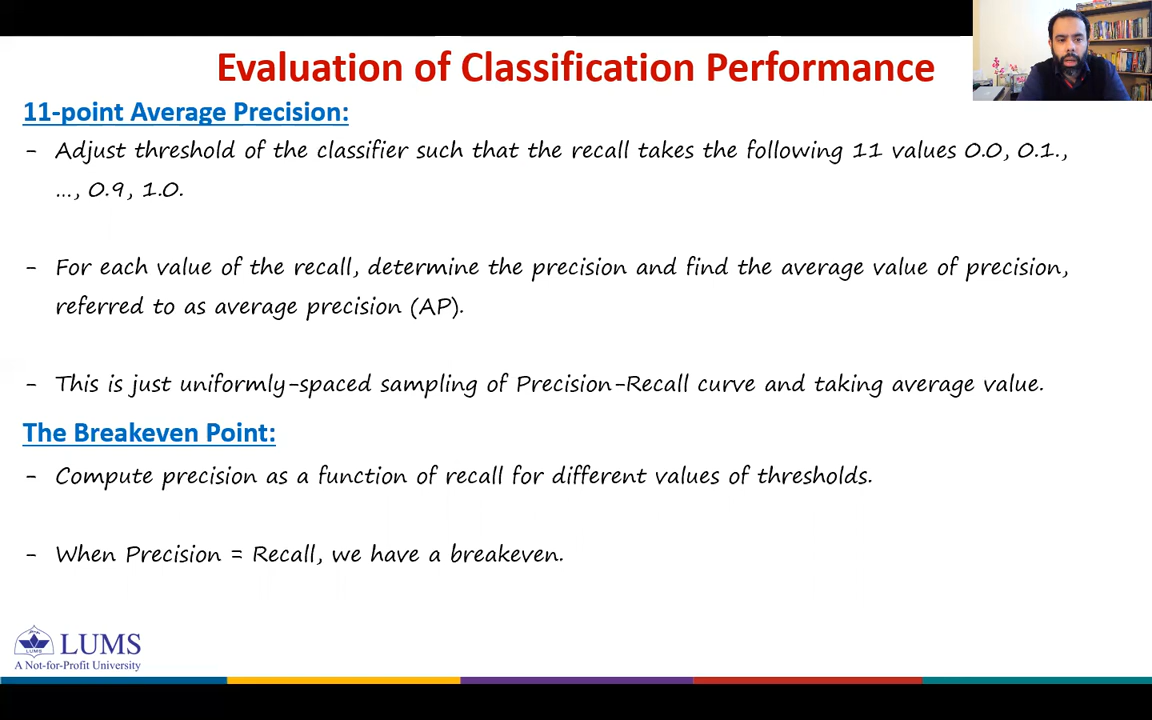 Evaluation of Classification Performance
11-point Average Precision:
- Adjust threshold of the classifier such that the recall takes the following 11 values 0.0, 0.1.,
..., 0.9, 1.0.
- For each value of the recall, determine the precision and find the average value of precision,
referred to as average precision (AP).
- This is just uniformly-spaced sampling of Precision-Recall curve and taking average value.
The Breakeven Point:
- Compute precision as a function of recall for different values of thresholds.
- When Precision = Recall, we have a breakeven.
LUMS
LUMS
A Not-for-Profit University